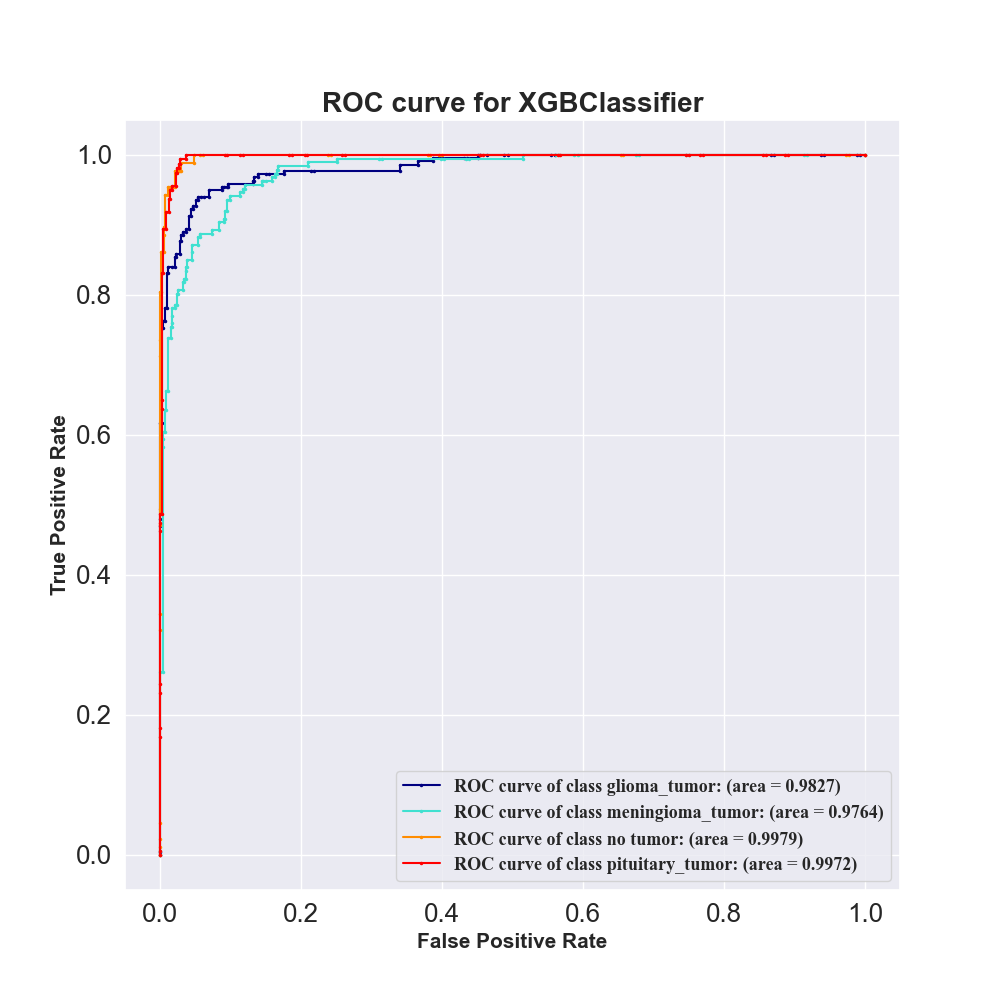 ROC curve for XGBClassifier
True Positive Rate
1.0
0.8
0.6
0.4
0.2
0.0
ROC curve of class glioma_tumor: (area = 0.9827)
ROC curve of class meningioma_tumor: (area = 0.9764)
ROC curve of class no tumor: (area = 0.9979)
ROC curve of class pituitary_tumor: (area = 0.9972)
0.0 0.2 0.4 0.6 0.8 1.0
False Positive Rate